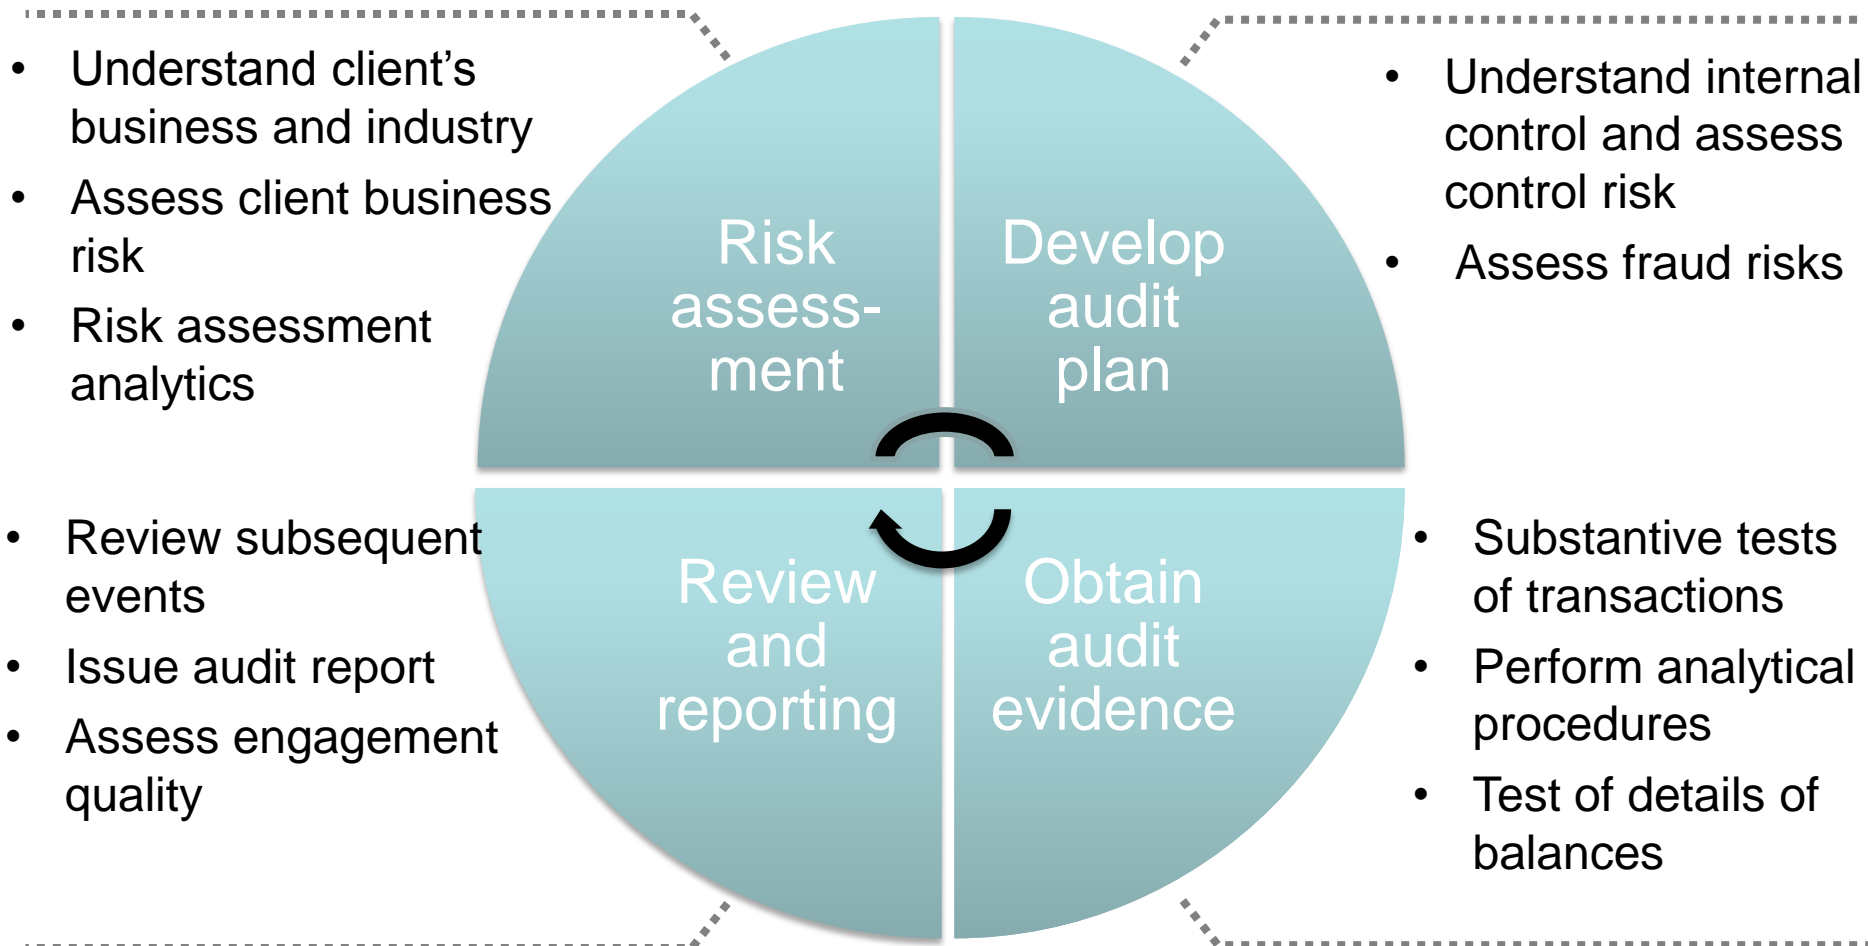 • Understand client’s
business and industry
• Assess client business
risk
• Risk assessment
analytics
Risk
assess-
ment
Develop
audit
plan
• Understand internal
control and assess
control risk
• Assess fraud risks
• Review subsequent
events
• Issue audit report
• Assess engagement
quality
Review
and
reporting
Obtain
audit
evidence
• Substantive tests
of transactions
• Perform analytical
procedures
• Test of details of
balances